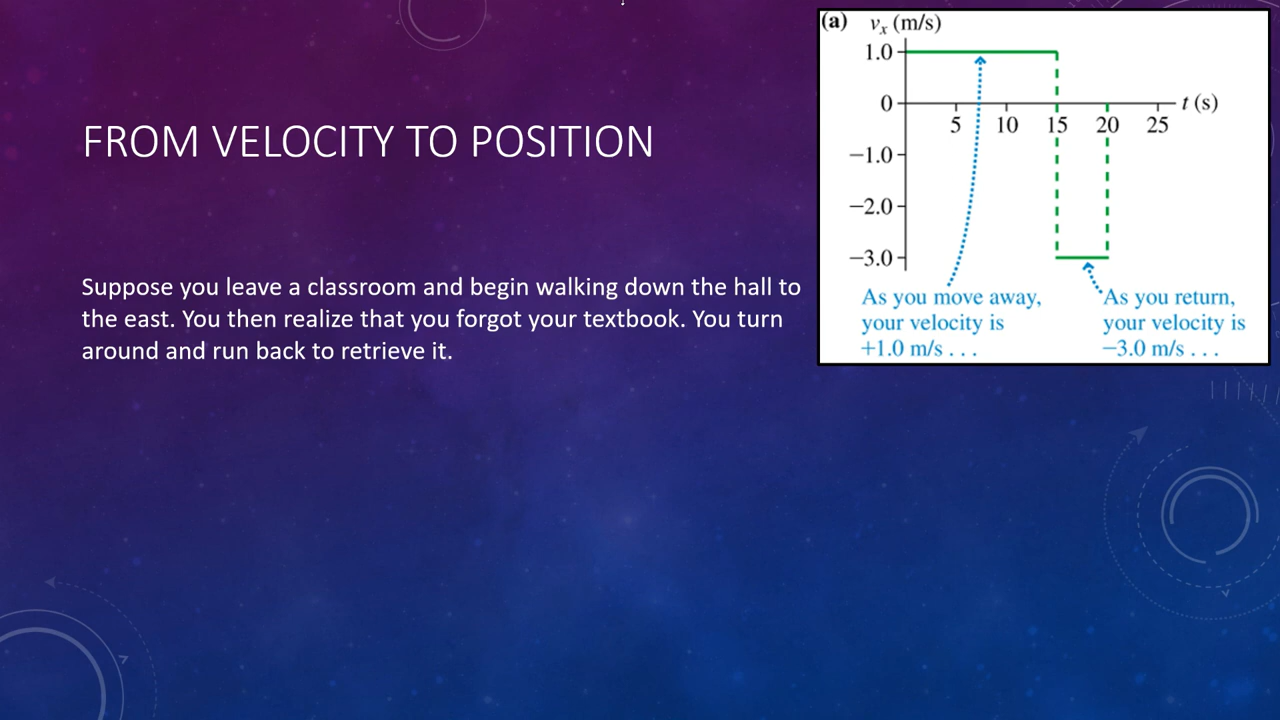 FROM VELOCITY TO POSITION
Suppose you leave a classroom and begin walking down the hall to
the east. You then realize that you forgot your textbook. You turn
around and run back to retrieve it.
(a) vₓ (m/s)
1.0
0
−1.0
−2.0
−3.0
5 10 15 20 25
t (s)
As you move away,
your velocity is
+1.0 m/s . . .
As you return,
your velocity is
−3.0 m/s . . .